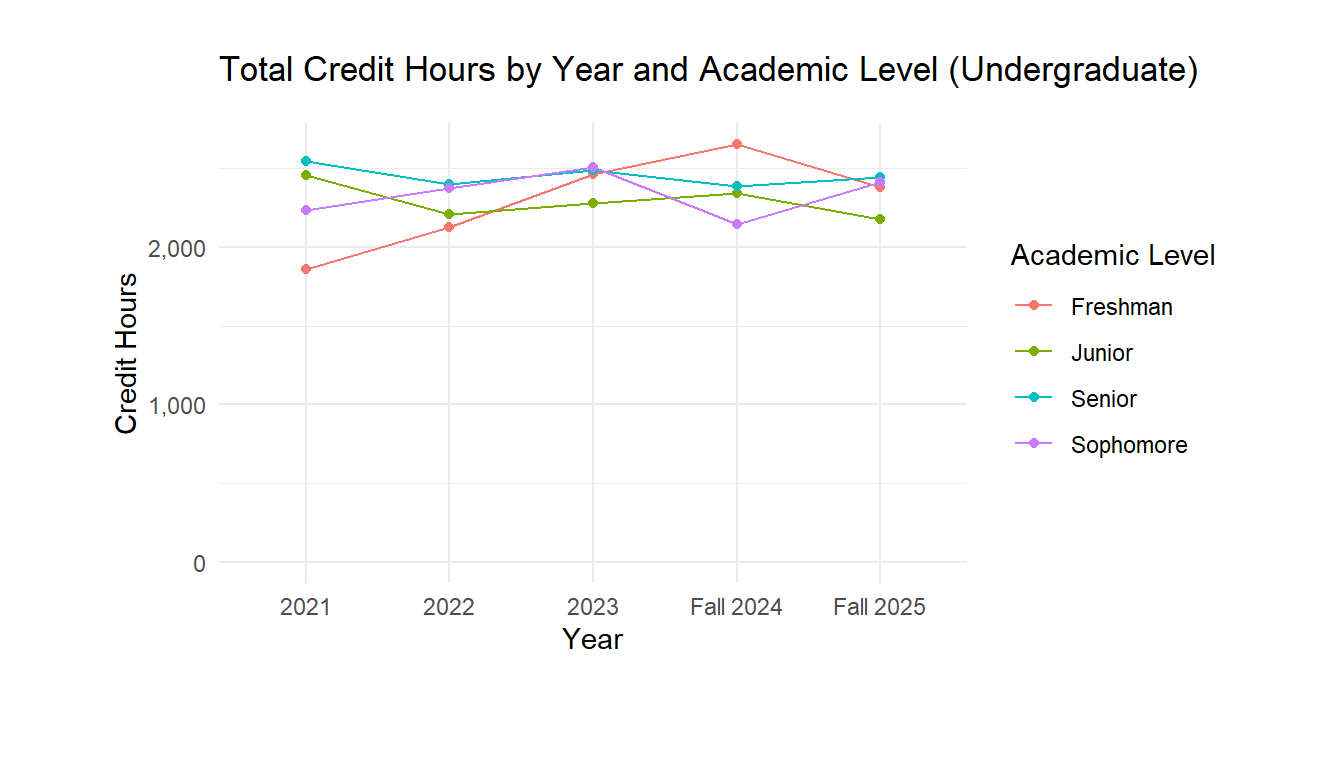 Total Credit Hours by Year and Academic Level (Undergraduate)
Credit Hours
2,000
1,000
0
2021
2022
2023
Fall 2024
Fall 2025
Year
Academic Level
Freshman
Junior
Senior
Sophomore